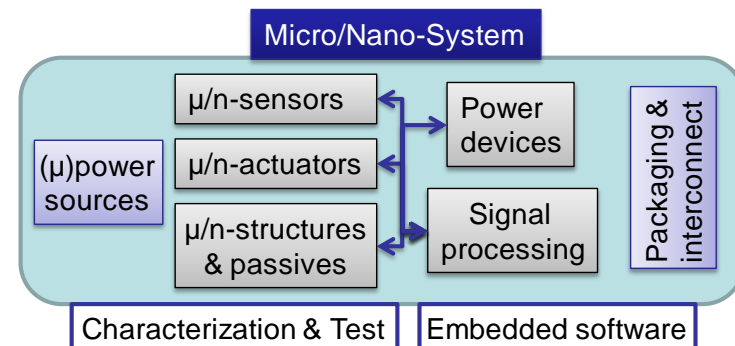 Micro/Nano-System
µ/n-sensors
Power
devices
(µ)power
sources
µ/n-actuators
µ/n-structures
& passives
Signal
processing
Packaging &
interconnect
Characterization & Test
Embedded software